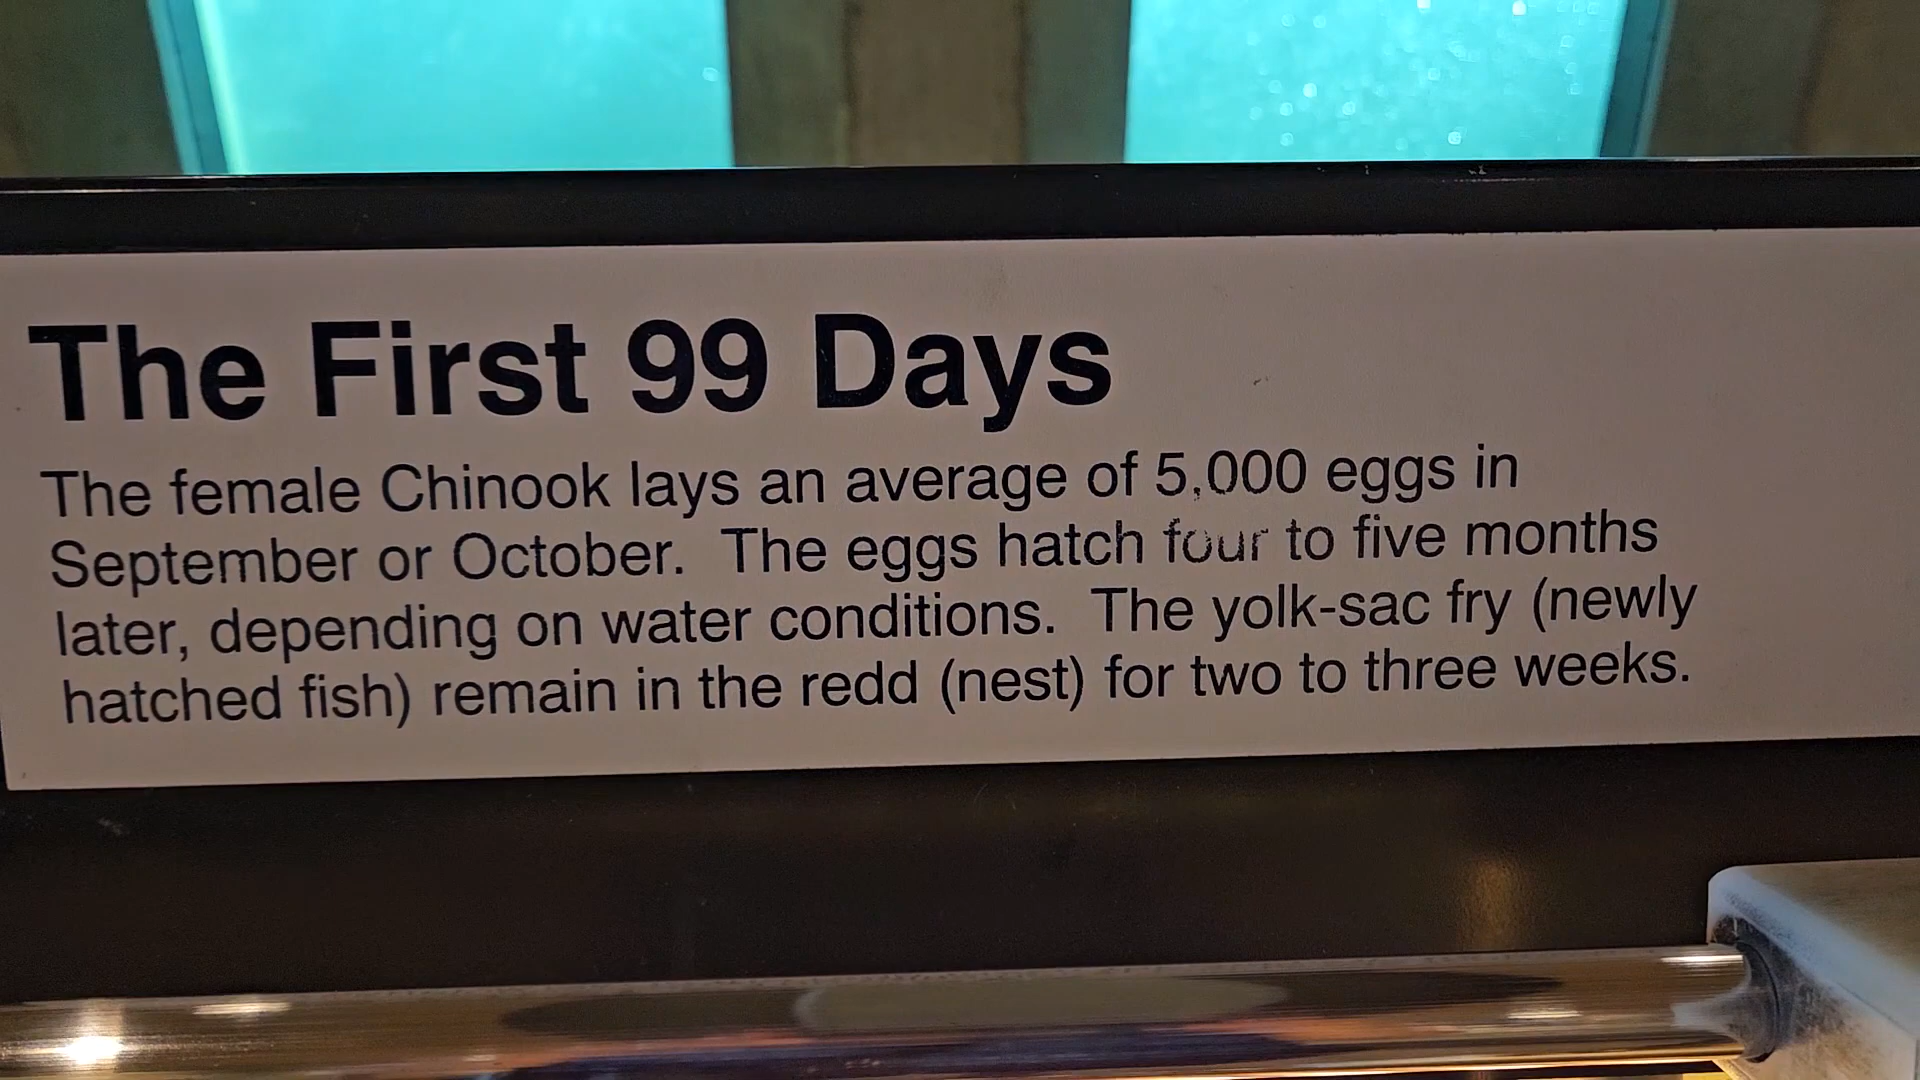 The First 99 Days
The female Chinook lays an average of 5,000 eggs in
September or October.  The eggs hatch four to five months
later, depending on water conditions.  The yolk-sac fry (newly
hatched fish) remain in the redd (nest) for two to three weeks.